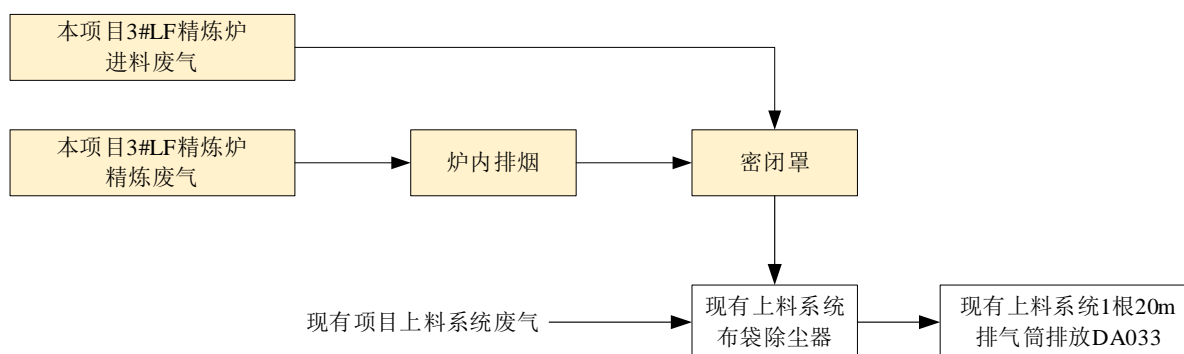 本项目3#LF精炼炉
进料废气
本项目3#LF精炼炉
精炼废气
炉内排烟
密闭罩
现有项目上料系统废气
现有上料系统
布袋除尘器
现有上料系统1根20m
排气筒排放DA033